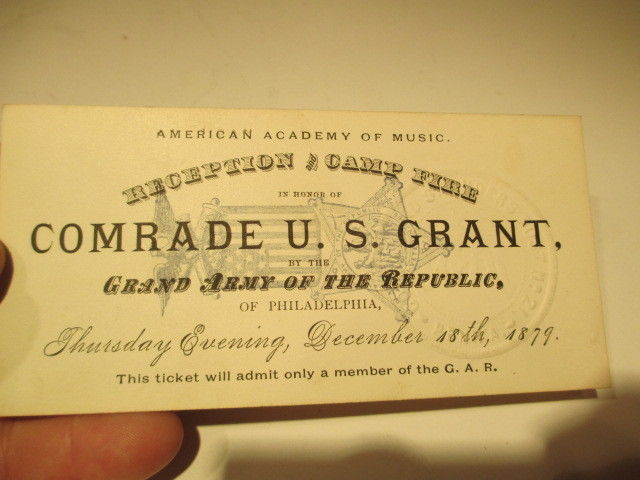 AMERICAN ACADEMY OF MUSIC.
RECEPTION AND CAMP FIRE
IN HONOR OF
COMRADE U. S. GRANT,
BY THE
GRAND ARMY OF THE REPUBLIC,
OF PHILADELPHIA,
Thursday Evening, December 18th, 1879.
This ticket will admit only a member of the G. A. R.